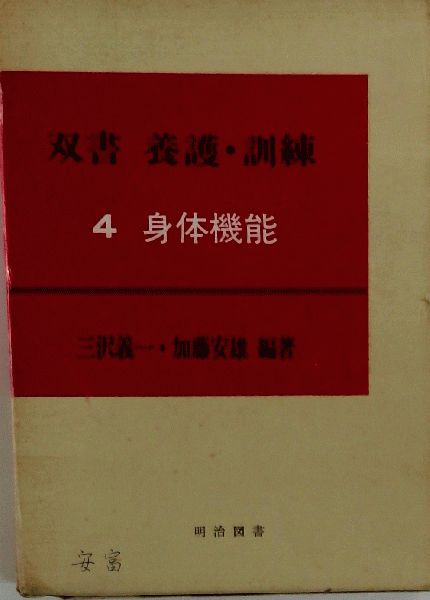 双書 養護・訓練
4 身体機能
三沢義一・加藤安雄 編著
明治図書
安富